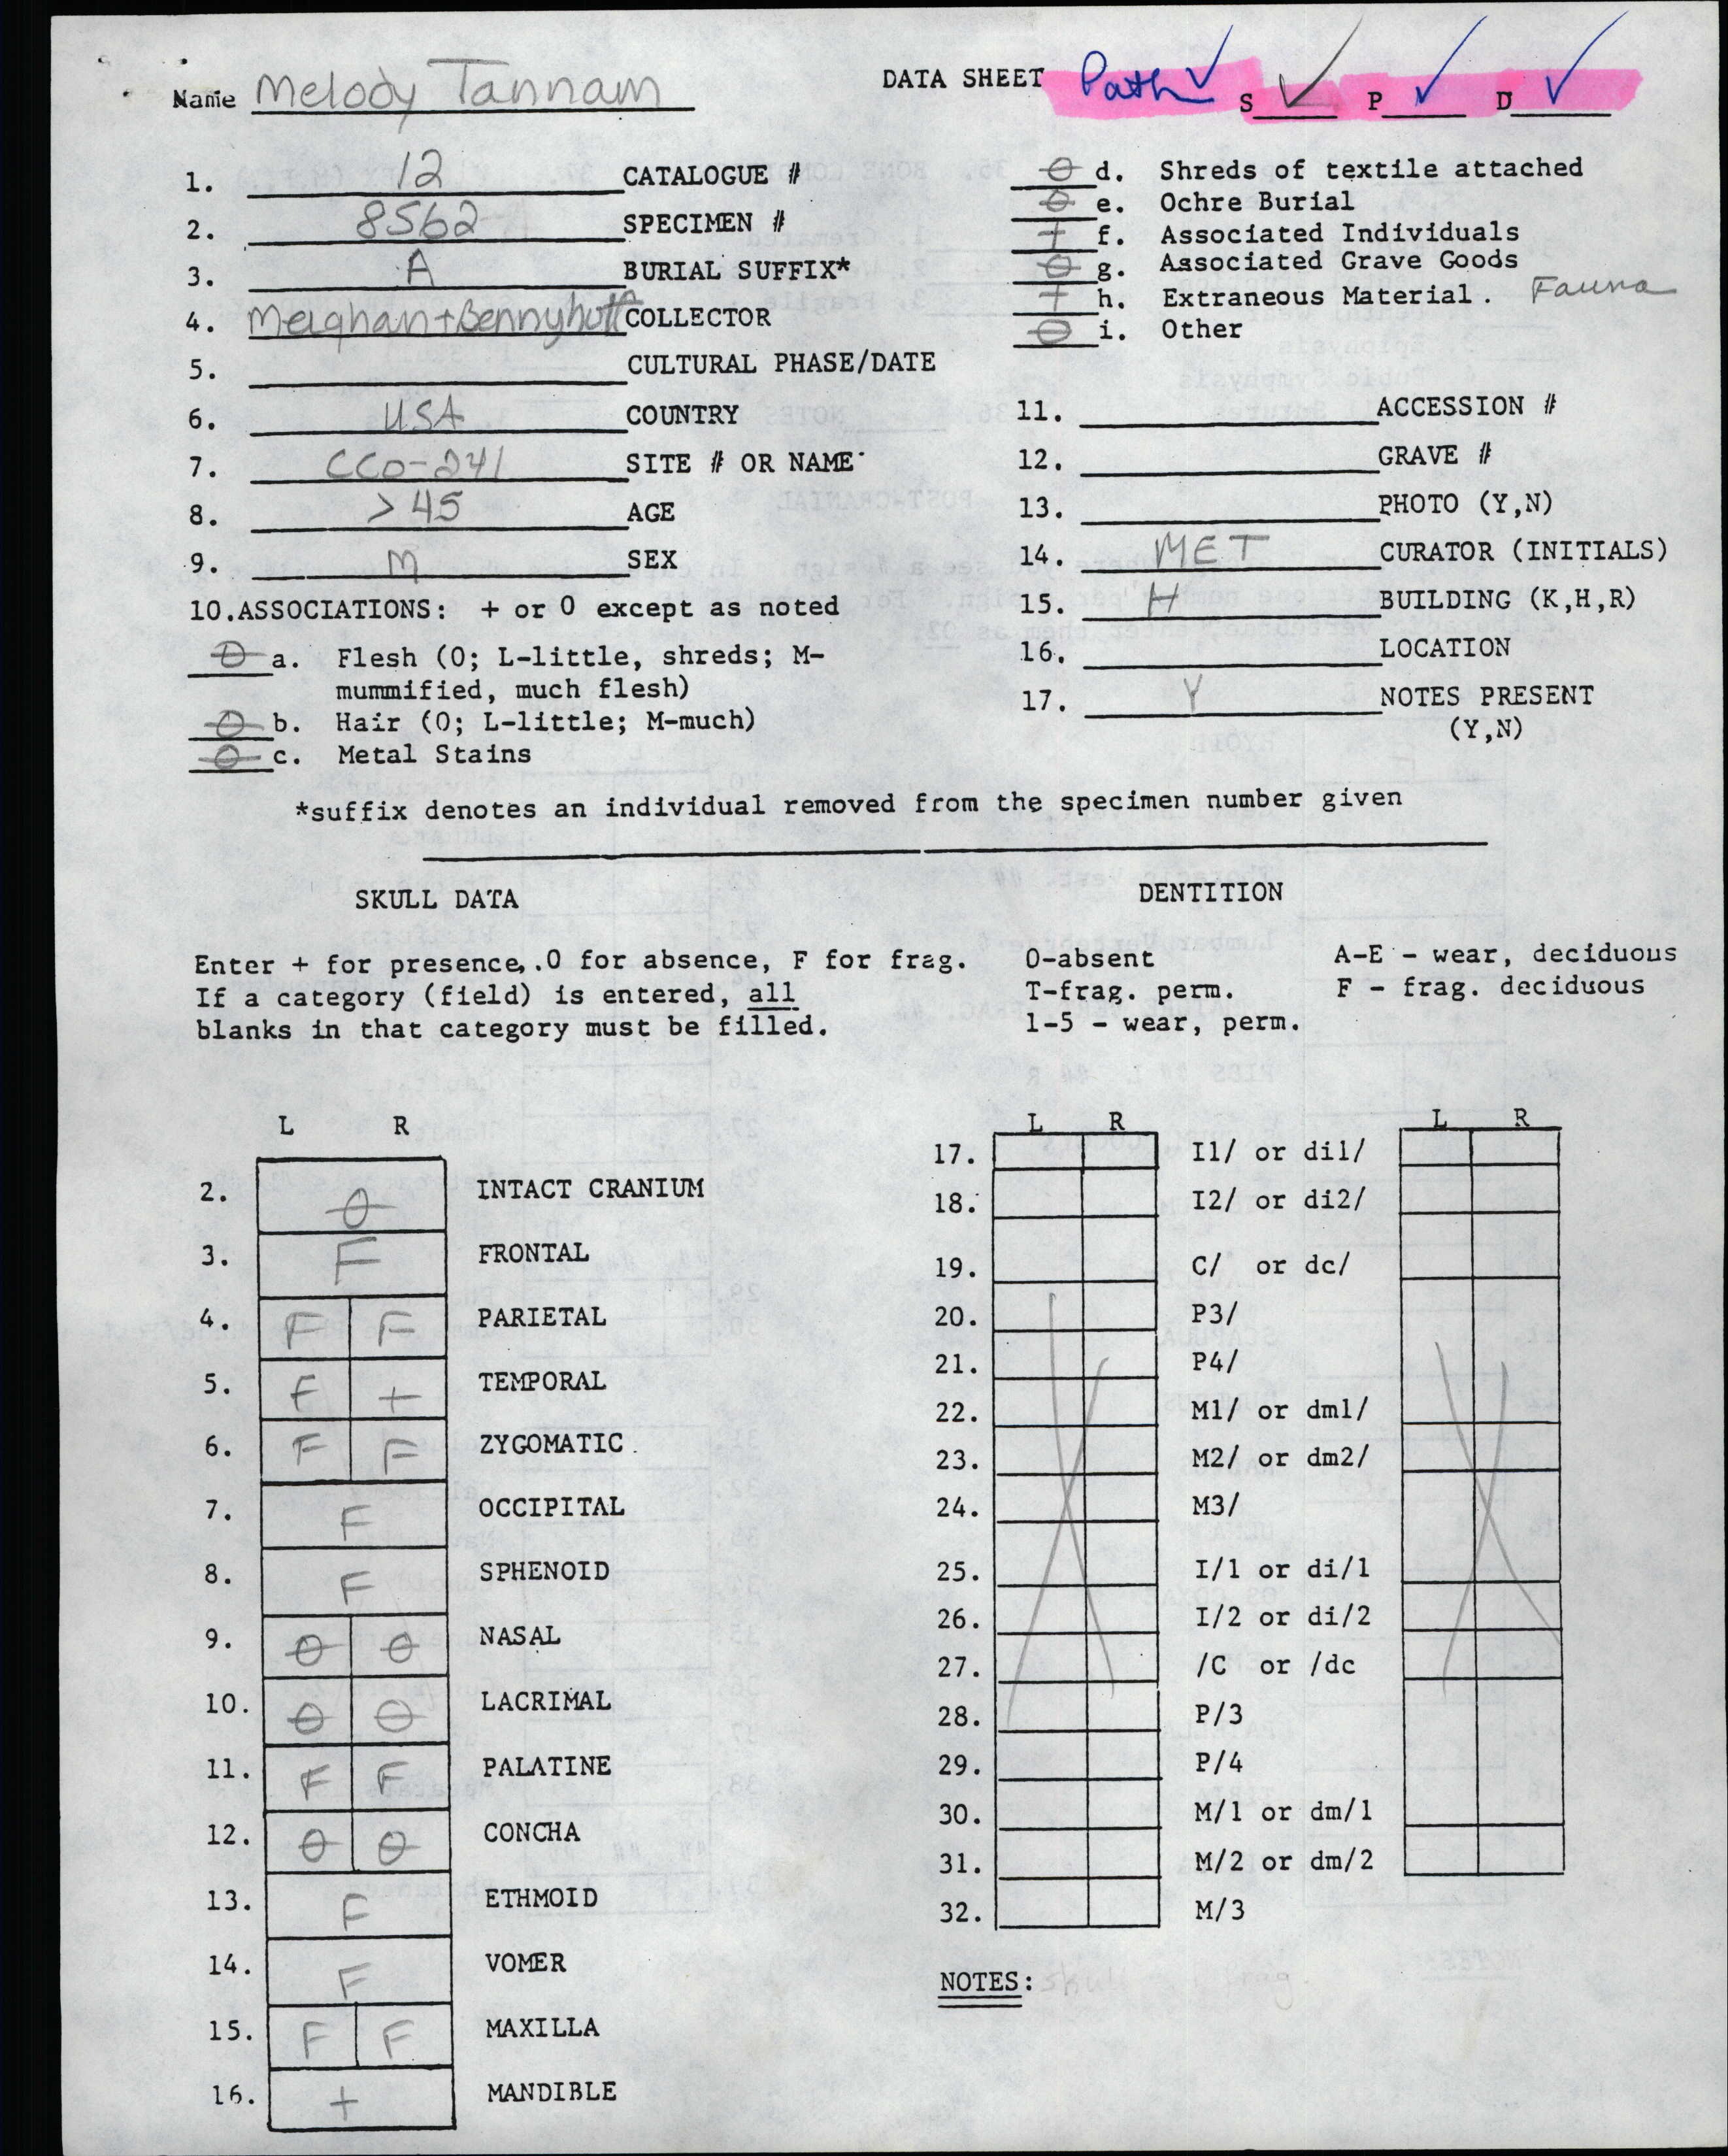 Name Melody Tannam
DATA SHEET Path ✓ S ✓ P ✓ D ✓
1. 12 CATALOGUE #
2. 8562 SPECIMEN #
3. A BURIAL SUFFIX*
4. Meighan+Bennyhoff COLLECTOR
5. CULTURAL PHASE/DATE
6. USA COUNTRY
7. CCO-241 SITE # OR NAME
8. > 45 AGE
9. M SEX
10.ASSOCIATIONS: + or 0 except as noted
0 a. Flesh (0; L-little, shreds; M-
mummified, much flesh)
0 b. Hair (0; L-little; M-much)
0 c. Metal Stains
0 d. Shreds of textile attached
0 e. Ochre Burial
+ f. Associated Individuals
0 g. Associated Grave Goods
+ h. Extraneous Material. Fauna
0 i. Other
11. ACCESSION #
12. GRAVE #
13. PHOTO (Y,N)
14. MET CURATOR (INITIALS)
15. H BUILDING (K,H,R)
16. LOCATION
17. Y NOTES PRESENT
(Y,N)
*suffix denotes an individual removed from the specimen number given
SKULL DATA
Enter + for presence, 0 for absence, F for frag.
If a category (field) is entered, all
blanks in that category must be filled.
L R
2. 0 INTACT CRANIUM
3. F FRONTAL
4. F F PARIETAL
5. F + TEMPORAL
6. F F ZYGOMATIC
7. F OCCIPITAL
8. F SPHENOID
9. 0 0 NASAL
10. 0 0 LACRIMAL
11. F F PALATINE
12. 0 0 CONCHA
13. F ETHMOID
14. F VOMER
15. F F MAXILLA
16. + MANDIBLE
DENTITION
0-absent A-E - wear, deciduous
T-frag. perm. F - frag. deciduous
1-5 - wear, perm.
L R L R
17. I1/ or di1/
18. I2/ or di2/
19. C/ or dc/
20. P3/
21. P4/
22. M1/ or dm1/
23. M2/ or dm2/
24. M3/
25. I/1 or di/1
26. I/2 or di/2
27. /C or /dc
28. P/3
29. P/4
30. M/1 or dm/1
31. M/2 or dm/2
32. M/3
NOTES: skull